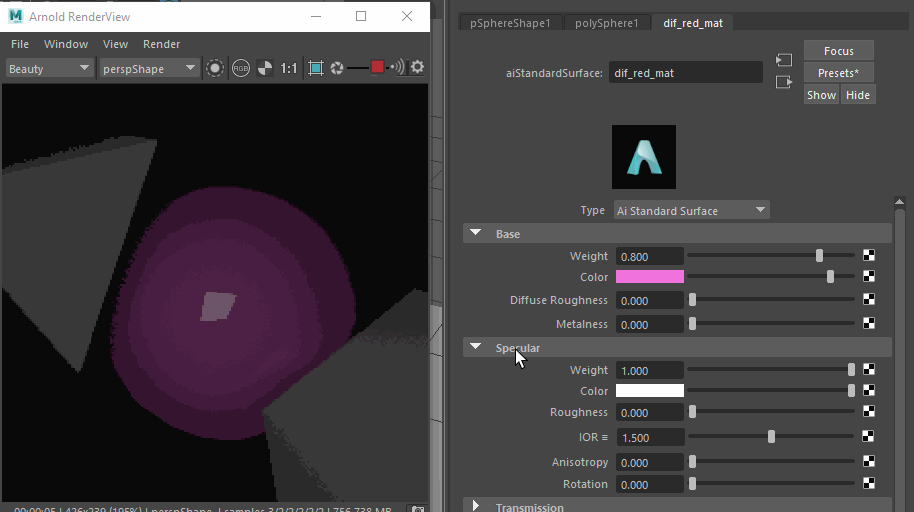 Arnold RenderView
File Window View Render
Beauty perspShape RGB 1:1
pSphereShape1 polySphere1 dif_red_mat
aiStandardSurface: dif_red_mat
Focus
Presets*
Show Hide
Type Ai Standard Surface
Base
Weight 0.800
Color
Diffuse Roughness 0.000
Metalness 0.000
Specular
Weight 1.000
Color
Roughness 0.000
IOR ≡ 1.500
Anisotropy 0.000
Rotation 0.000
Transmission
00:00:05 | 426x239 (195%) | perspShape | samples 3/2/2/2/2/2 | 756.738 MB